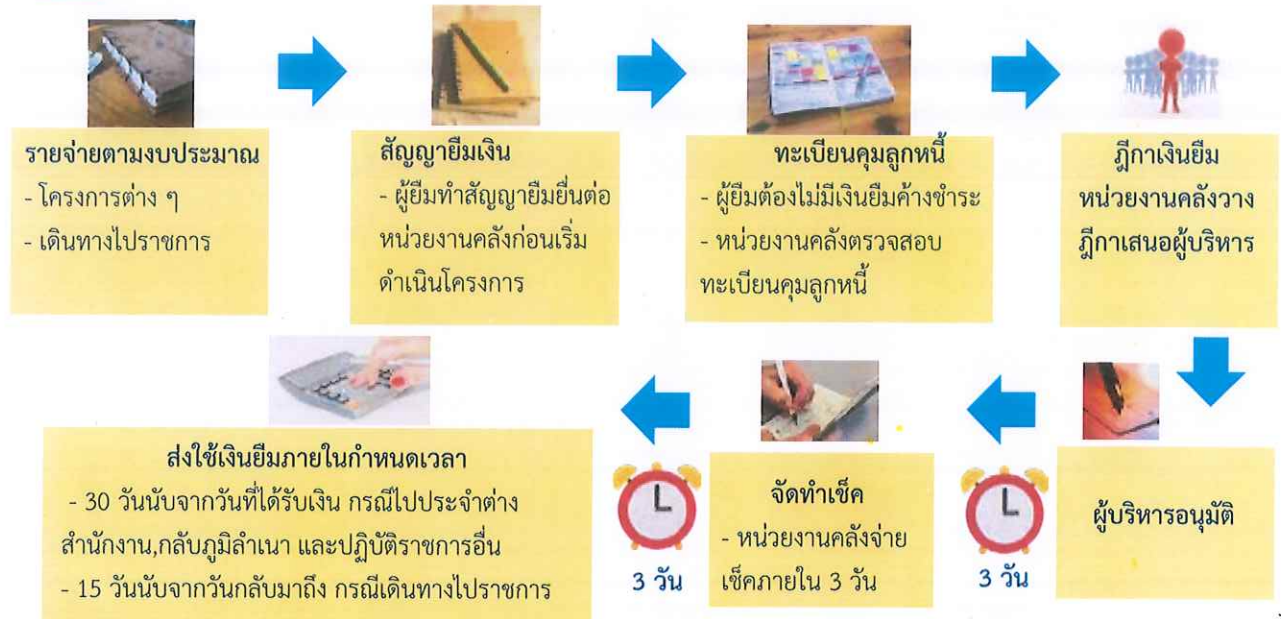 รายจ่ายตามงบประมาณ
- โครงการต่าง ๆ
- เดินทางไปราชการ
สัญญายืมเงิน
- ผู้ยืมทำสัญญายืมยื่นต่อ
หน่วยงานคลังก่อนเริ่ม
ดำเนินโครงการ
ทะเบียนคุมลูกหนี้
- ผู้ยืมต้องไม่มีเงินยืมค้างชำระ
- หน่วยงานคลังตรวจสอบ
ทะเบียนคุมลูกหนี้
ฎีกาเงินยืม
หน่วยงานคลังวาง
ฎีกาเสนอผู้บริหาร
ผู้บริหารอนุมัติ
3 วัน
จัดทำเช็ค
- หน่วยงานคลังจ่าย
เช็คภายใน 3 วัน
3 วัน
ส่งใช้เงินยืมภายในกำหนดเวลา
- 30 วันนับจากวันที่ได้รับเงิน กรณีไปประจำต่าง
สำนักงาน,กลับภูมิลำเนา และปฏิบัติราชการอื่น
- 15 วันนับจากวันกลับมาถึง กรณีเดินทางไปราชการ